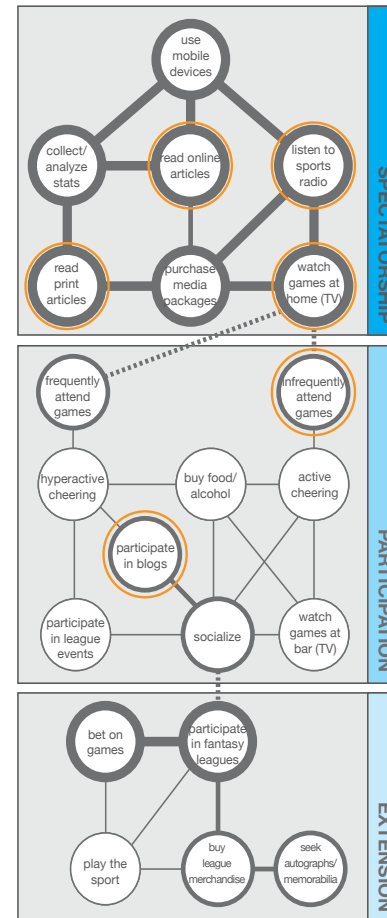 use
mobile
devices
collect/
analyze
stats
read online
articles
listen to
sports
radio
read
print
articles
purchase
media
packages
watch
games at
home (TV)
SPECTATORSHIP
frequently
attend
games
infrequently
attend
games
hyperactive
cheering
buy food/
alcohol
active
cheering
participate
in blogs
participate
in league
events
socialize
watch
games at
bar (TV)
PARTICIPATION
bet on
games
participate
in fantasy
leagues
play the
sport
buy
league
merchandise
seek
autographs/
memorabilia
EXTENSION